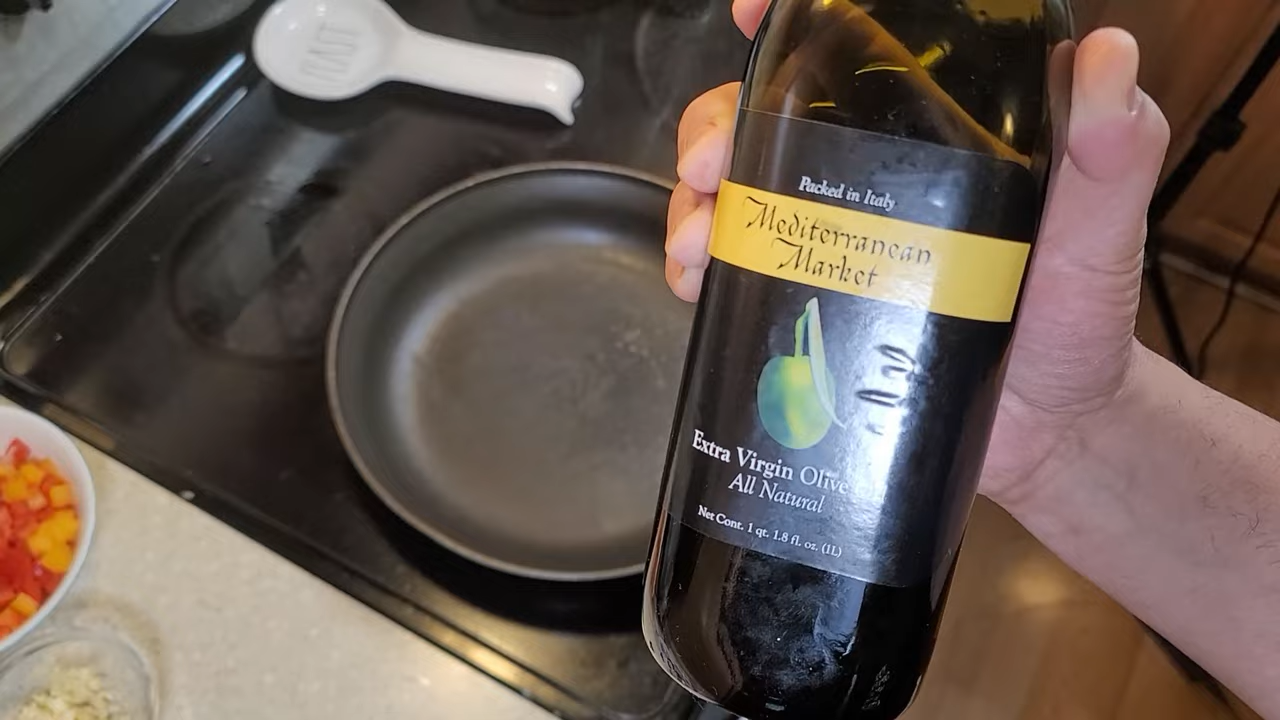 Packed in Italy
Mediterranean
Market
Extra Virgin Olive
All Natural
Net Cont. 1 qt. 1.8 fl. oz. (1L)